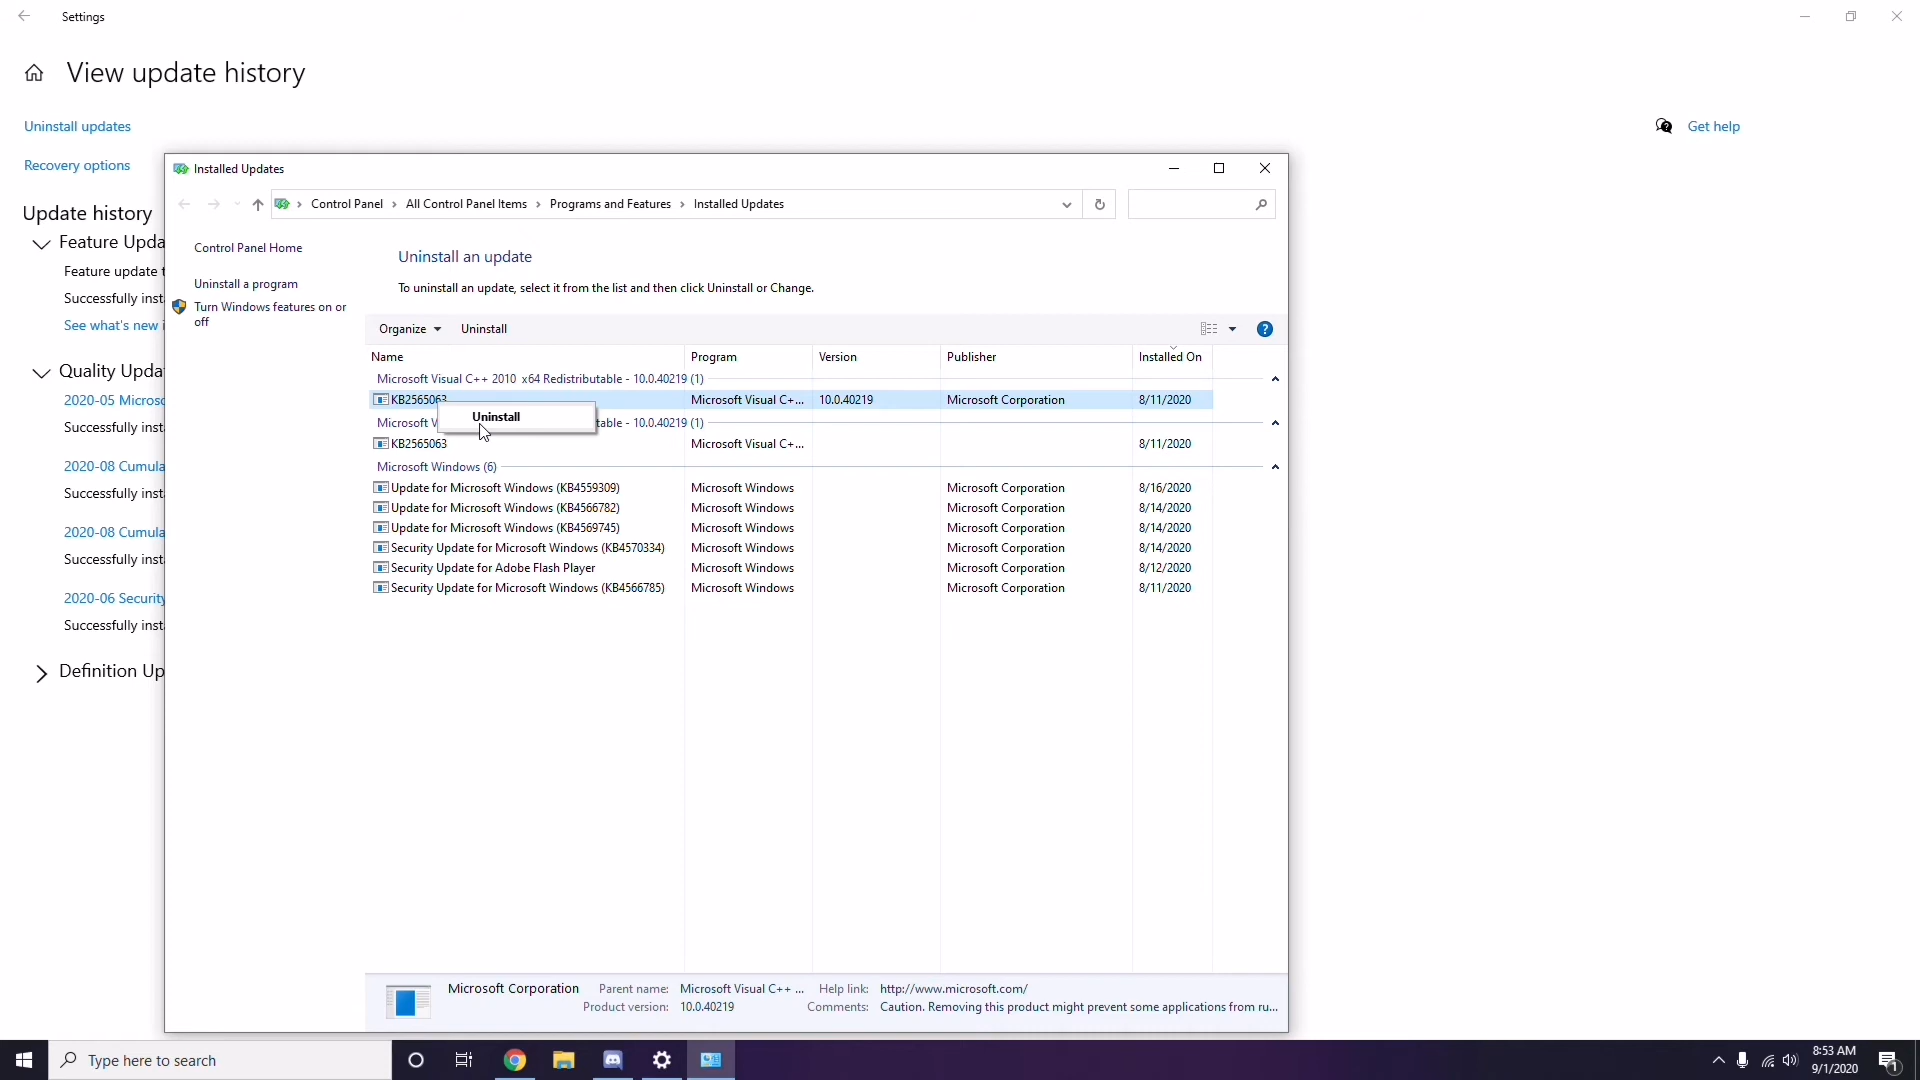 Settings
View update history
Uninstall updates
Get help
Recovery options
Update history
Feature Upda
Feature update t
Successfully inst
See what's new i
Quality Upda
2020-05 Microso
Successfully inst
2020-08 Cumula
Successfully inst
2020-08 Cumula
Successfully inst
2020-06 Security
Successfully inst
Definition Up
Installed Updates
Control Panel > All Control Panel Items > Programs and Features > Installed Updates
Control Panel Home
Uninstall a program
Turn Windows features on or
off
Uninstall an update
To uninstall an update, select it from the list and then click Uninstall or Change.
Organize Uninstall
Name Program Version Publisher Installed On
Microsoft Visual C++ 2010 x64 Redistributable - 10.0.40219 (1)
KB2565063 Microsoft Visual C+... 10.0.40219 Microsoft Corporation 8/11/2020
Uninstall
Microsoft V table - 10.0.40219 (1)
KB2565063 Microsoft Visual C+... 8/11/2020
Microsoft Windows (6)
Update for Microsoft Windows (KB4559309) Microsoft Windows Microsoft Corporation 8/16/2020
Update for Microsoft Windows (KB4566782) Microsoft Windows Microsoft Corporation 8/14/2020
Update for Microsoft Windows (KB4569745) Microsoft Windows Microsoft Corporation 8/14/2020
Security Update for Microsoft Windows (KB4570334) Microsoft Windows Microsoft Corporation 8/14/2020
Security Update for Adobe Flash Player Microsoft Windows Microsoft Corporation 8/12/2020
Security Update for Microsoft Windows (KB4566785) Microsoft Windows Microsoft Corporation 8/11/2020
Microsoft Corporation Parent name: Microsoft Visual C++ ... Help link: http://www.microsoft.com/
Product version: 10.0.40219 Comments: Caution. Removing this product might prevent some applications from ru...
Type here to search
8:53 AM
9/1/2020
1